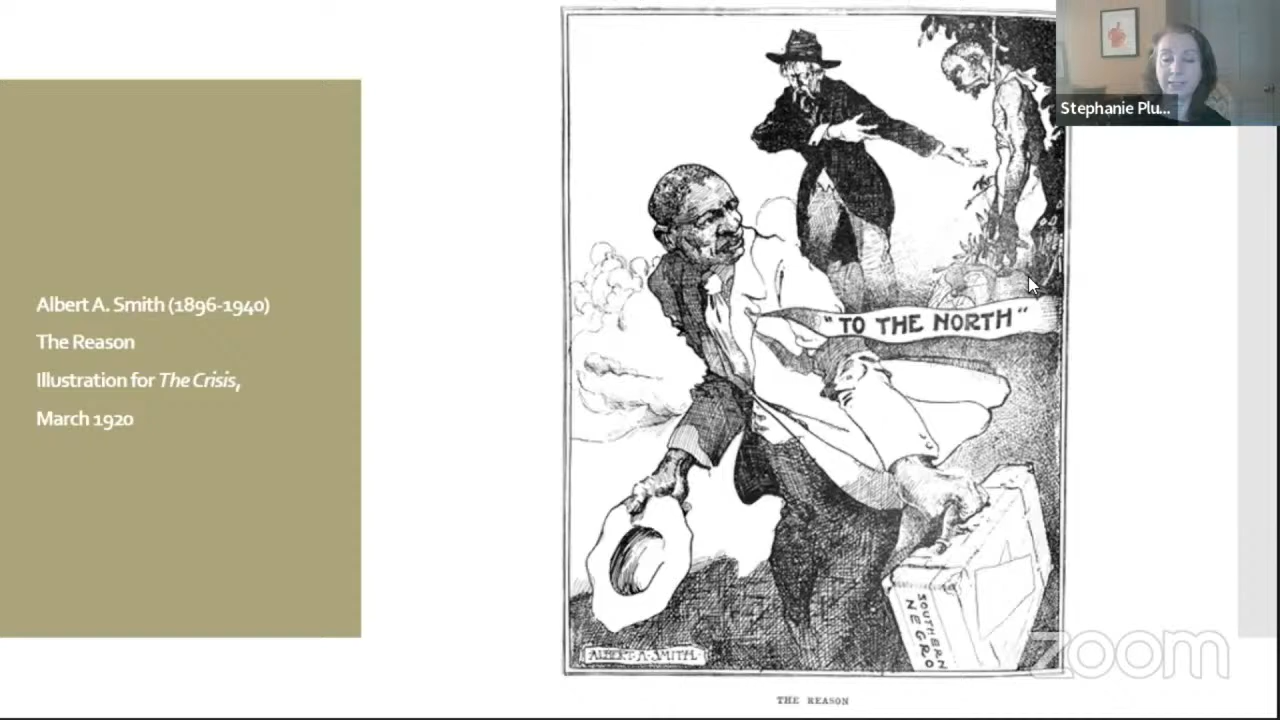 Albert A. Smith (1896-1940)
The Reason
Illustration for The Crisis,
March 1920
Stephanie Plu...
"TO THE NORTH"
SOUTHERN
NEGRO
ALBERT·A·SMITH·
THE REASON
zoom